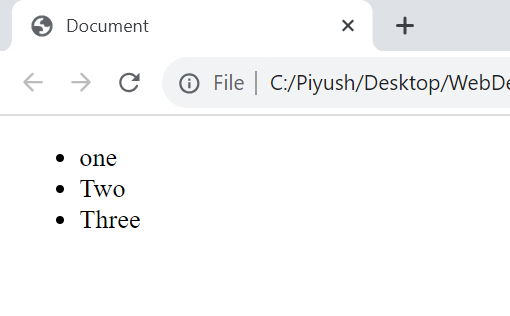 Document
File C:/Piyush/Desktop/WebDe
one
Two
Three